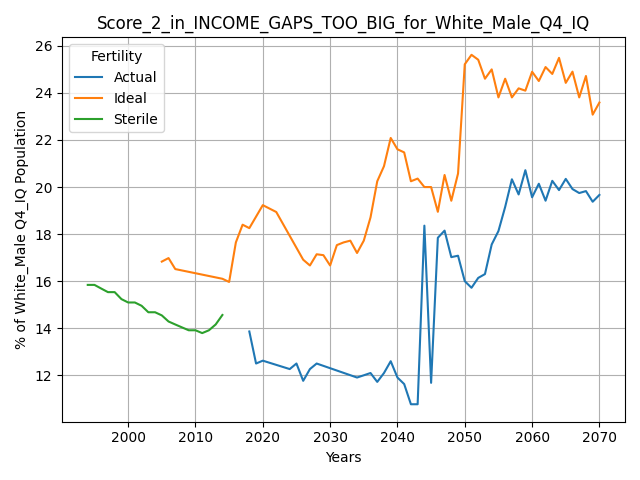 Score_2_in_INCOME_GAPS_TOO_BIG_for_White_Male_Q4_IQ
Fertility
Actual
Ideal
Sterile
% of White_Male Q4_IQ Population
26
24
22
20
18
16
14
12
2000
2010
2020
2030
2040
2050
2060
2070
Years